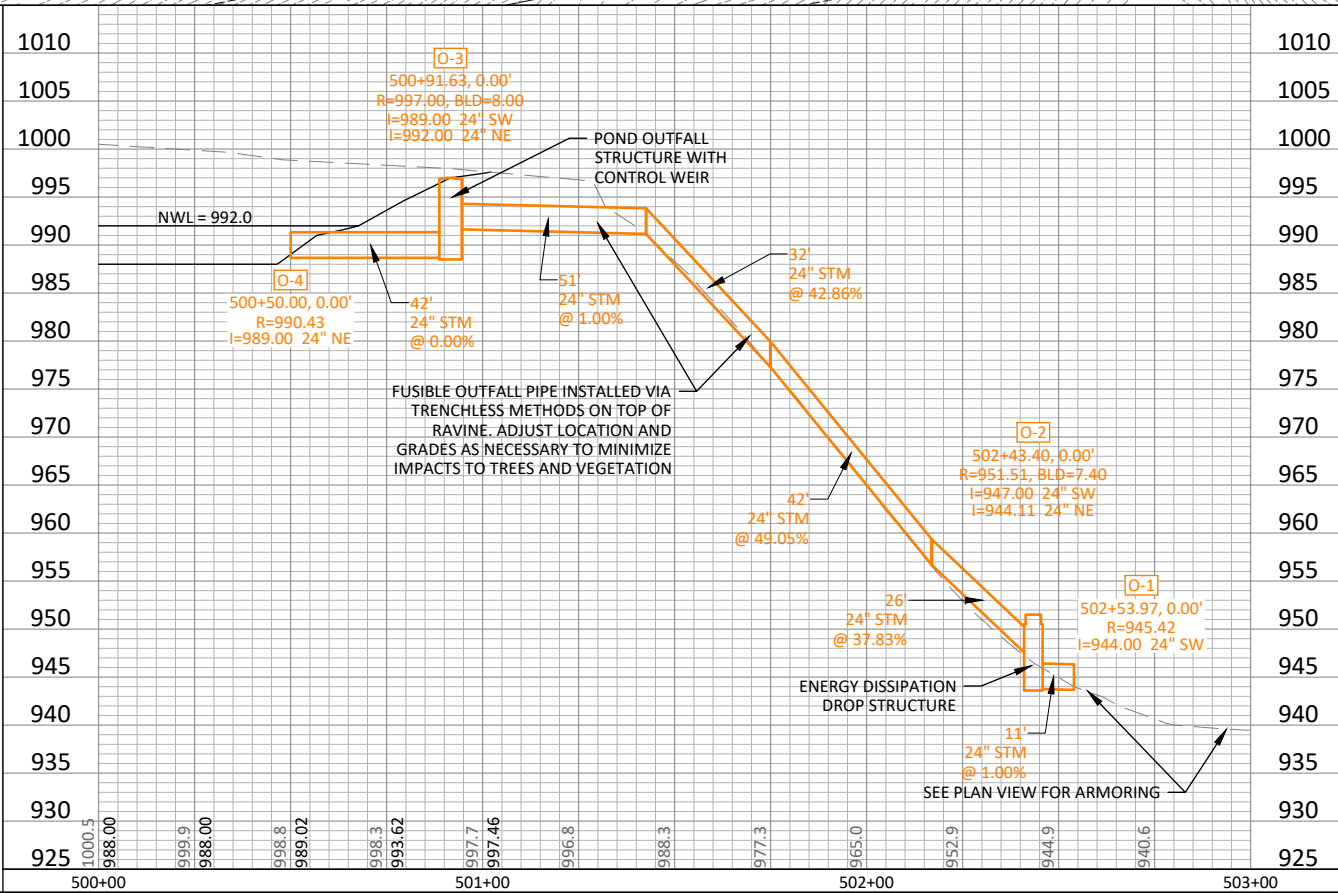 1010
1005
1000
995
990
985
980
975
970
965
960
955
950
945
940
935
930
925
O-3
500+91.63, 0.00'
R=997.00, BLD=8.00
I=989.00 24" SW
I=992.00 24" NE
POND OUTFALL
STRUCTURE WITH
CONTROL WEIR
NWL = 992.0
O-4
500+50.00, 0.00'
R=990.43
I=989.00 24" NE
42'
24" STM
@ 0.00%
51'
24" STM
@ 1.00%
32'
24" STM
@ 42.86%
FUSIBLE OUTFALL PIPE INSTALLED VIA
TRENCHLESS METHODS ON TOP OF
RAVINE. ADJUST LOCATION AND
GRADES AS NECESSARY TO MINIMIZE
IMPACTS TO TREES AND VEGETATION
42'
24" STM
@ 49.05%
O-2
502+43.40, 0.00'
R=951.51, BLD=7.40
I=947.00 24" SW
I=944.11 24" NE
26'
24" STM
@ 37.83%
O-1
502+53.97, 0.00'
R=945.42
I=944.00 24" SW
ENERGY DISSIPATION
DROP STRUCTURE
11'
24" STM
@ 1.00%
SEE PLAN VIEW FOR ARMORING
1010
1005
1000
995
990
985
980
975
970
965
960
955
950
945
940
935
930
925
1000.5
988.00
999.9
988.00
998.8
989.02
998.3
993.62
997.7
997.46
996.8
988.3
977.3
965.0
952.9
944.9
940.6
500+00
501+00
502+00
503+00